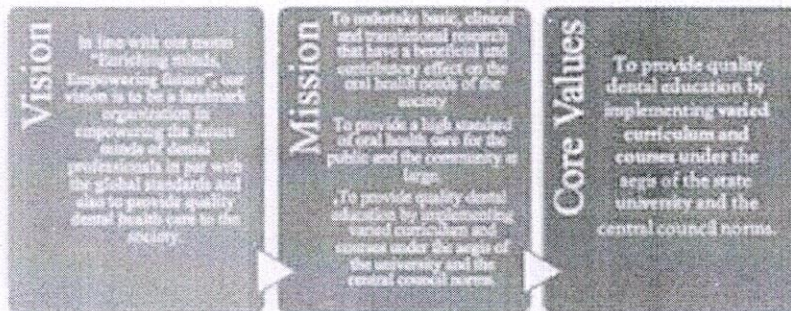 Vision
In line with our motto
"Enriching minds,
Empowering future", our
vision is to be a landmark
organization in
empowering the future
minds of dental
professionals in par with
the global standards and
also to provide quality
dental health care to the
society.
Mission
To undertake basic, clinical
and translational research
that have a beneficial and
contributory effect on the
oral health needs of the
society
To provide a high standard
of oral health care for the
public and the community at
large.
.To provide quality dental
education by implementing
varied curriculum and
courses under the aegis of
the university and the
central council norms.
Core Values
To provide quality
dental education by
implementing varied
curriculum and
courses under the
aegis of the state
university and the
central council norms.